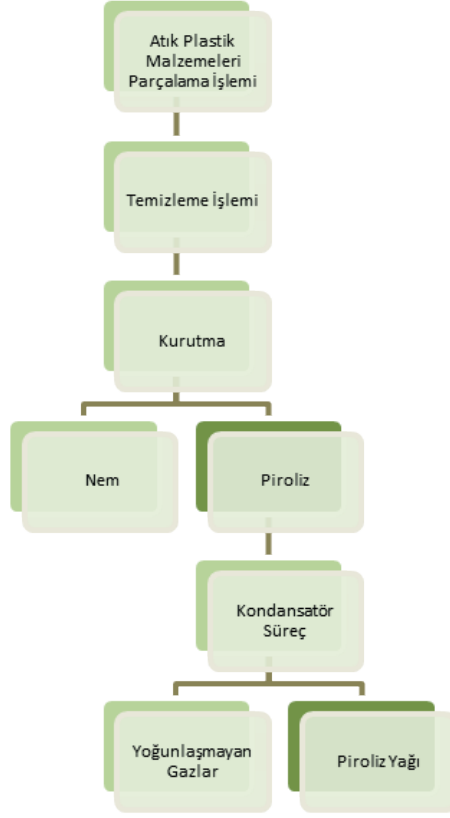 Atık Plastik
Malzemeleri
Parçalama İşlemi
Temizleme İşlemi
Kurutma
Nem
Piroliz
Kondansatör
Süreç
Yoğunlaşmayan
Gazlar
Piroliz Yağı